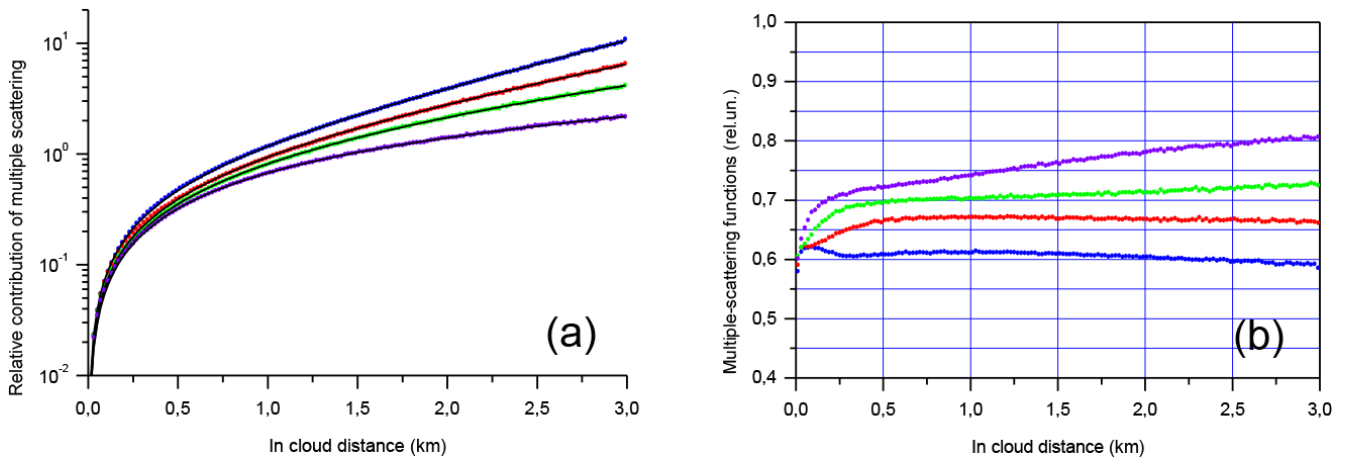 Relative contribution of multiple scattering
10^1
10^0
10^-1
10^-2
0,0 0,5 1,0 1,5 2,0 2,5 3,0
In cloud distance (km)
(a)
Multiple-scattering functions (rel.un.)
1,0
0,9
0,8
0,7
0,6
0,5
0,4
0,0 0,5 1,0 1,5 2,0 2,5 3,0
In cloud distance (km)
(b)